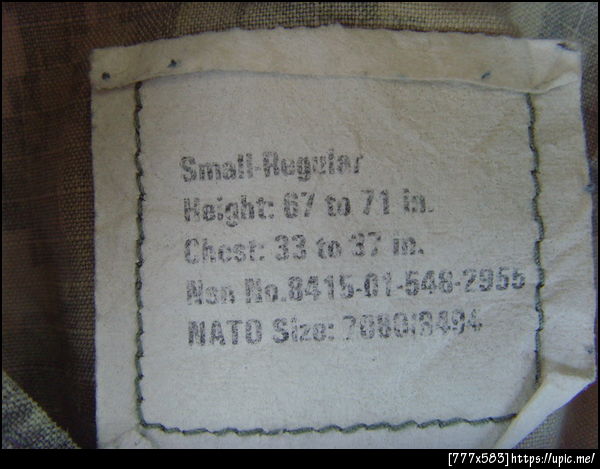 Small-Regular
Height: 67 to 71 in.
Chest: 33 to 37 in.
Nsn No.8415-01-548-2955
NATO Size: 7080/8494
[777x583]https://upic.me/